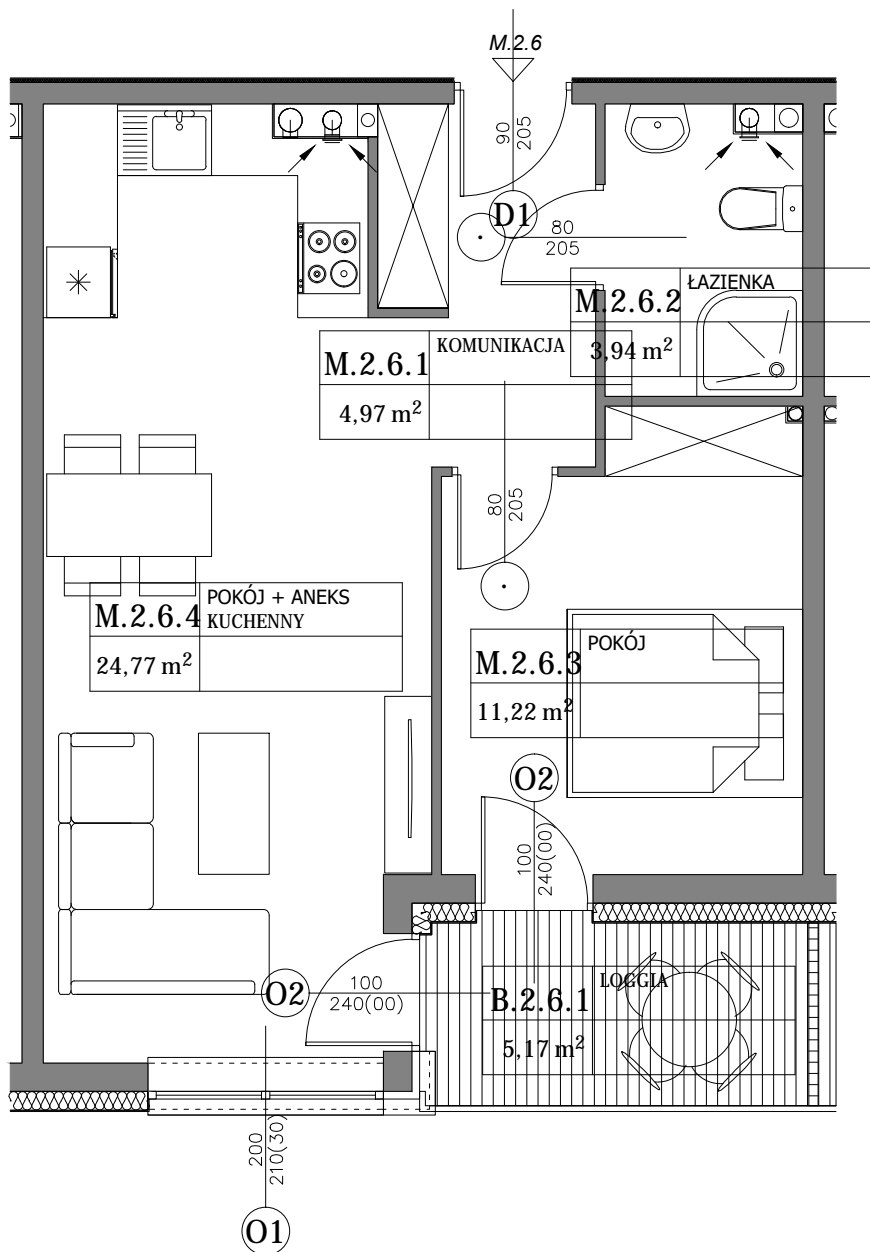 M.2.6
90
205
D1
80
205
M.2.6.2
ŁAZIENKA
3,94 m²
M.2.6.1
KOMUNIKACJA
4,97 m²
80
205
M.2.6.4
POKÓJ + ANEKS
KUCHENNY
24,77 m²
M.2.6.3
POKÓJ
11,22 m²
O2
100
240(00)
O2
100
240(00)
B.2.6.1
LOGGIA
5,17 m²
200
210(30)
O1